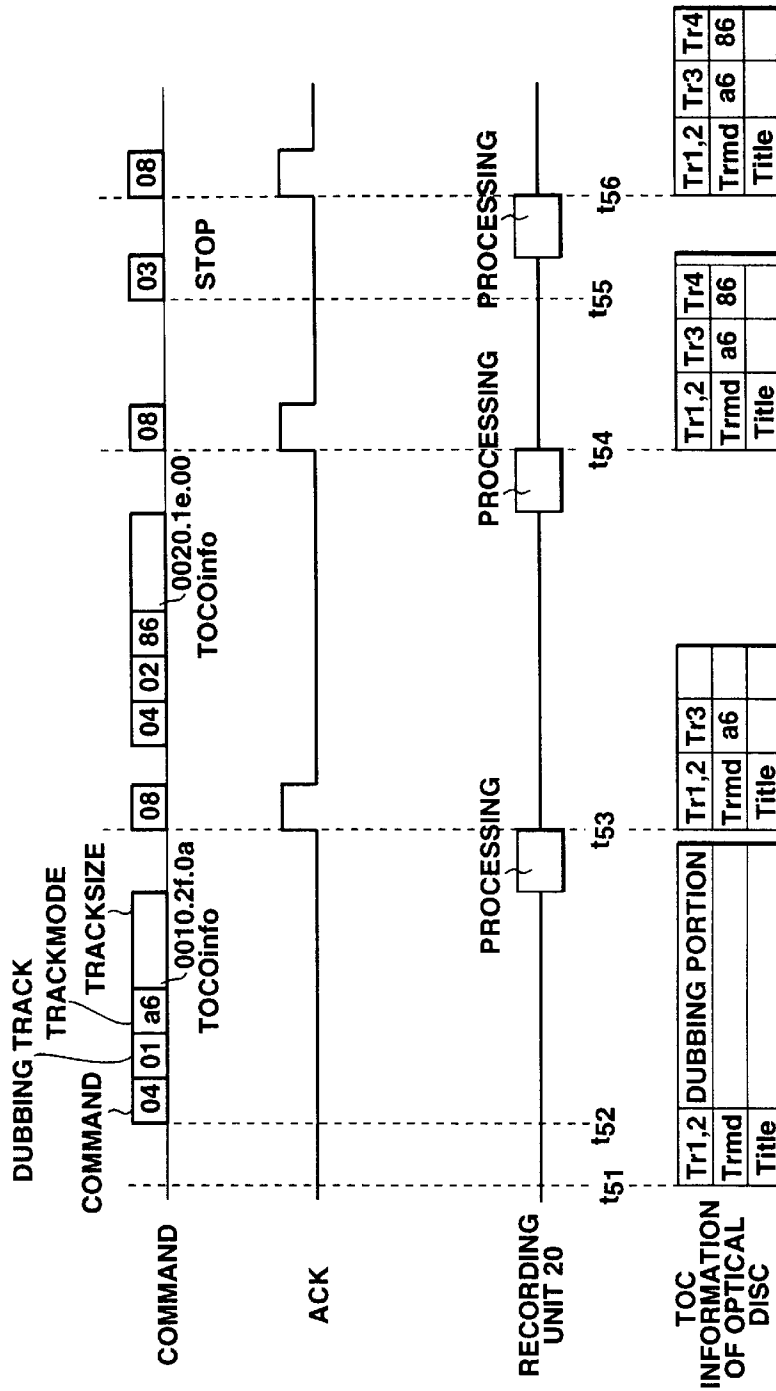 DUBBING TRACK
TRACKMODE
TRACKSIZE
COMMAND
COMMAND
04 01 a6
0010.2f.0a
TOCOinfo
08
04 02 86
0020.1e.00
TOCOinfo
08
03
STOP
08
ACK
RECORDING
UNIT 20
PROCESSING
PROCESSING
PROCESSING
t51
t52
t53
t54
t55
t56
TOC
INFORMATION
OF OPTICAL
DISC
Tr1,2 DUBBING PORTION
Trmd
Title
Tr1,2 Tr3
Trmd a6
Title
Tr1,2 Tr3 Tr4
Trmd a6 86
Title
Tr1,2 Tr3 Tr4
Trmd a6 86
Title